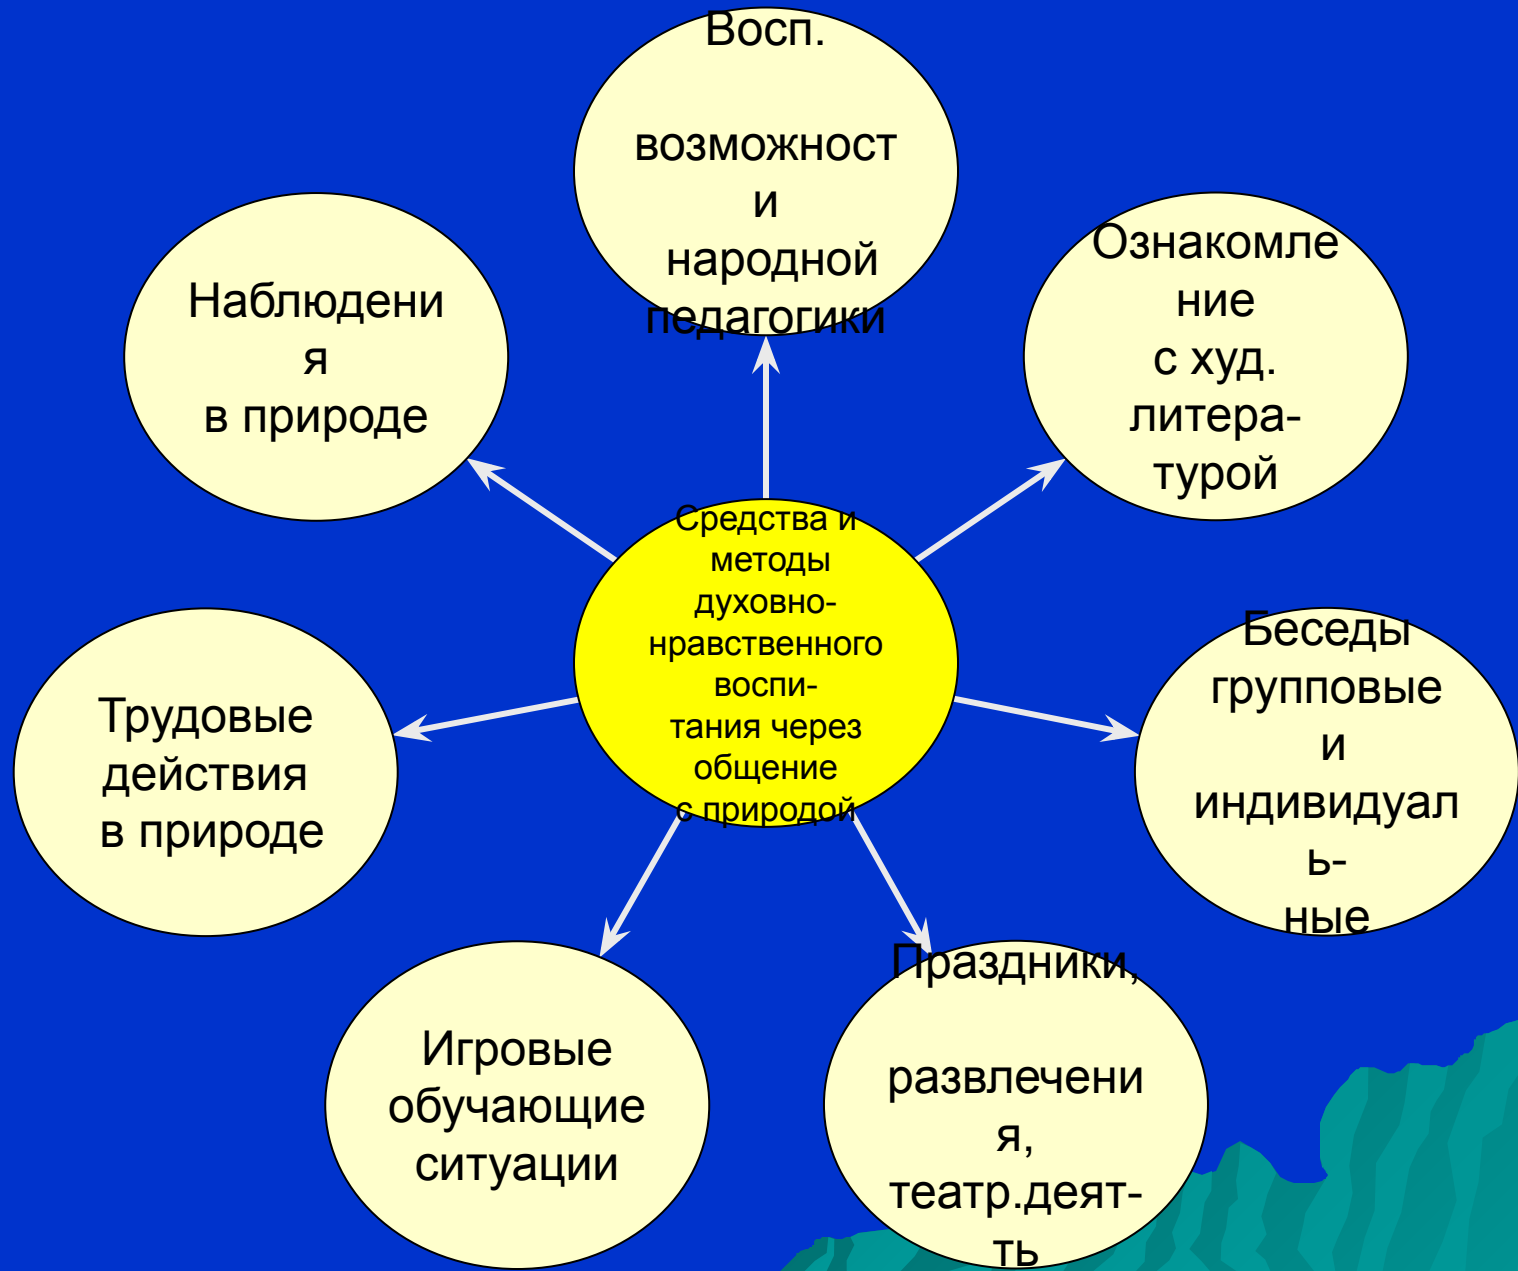 Восп.
возможност
и
народной
педагогики
Наблюдени
я
в природе
Ознакомле
ние
с худ.
литера-
турой
Средства и
методы
духовно-
нравственного
воспи-
тания через
общение
с природой
Трудовые
действия
в природе
Беседы
групповые
и
индивидуал
ь-
ные
Игровые
обучающие
ситуации
Праздники,
развлечени
я,
театр.деят-
ть